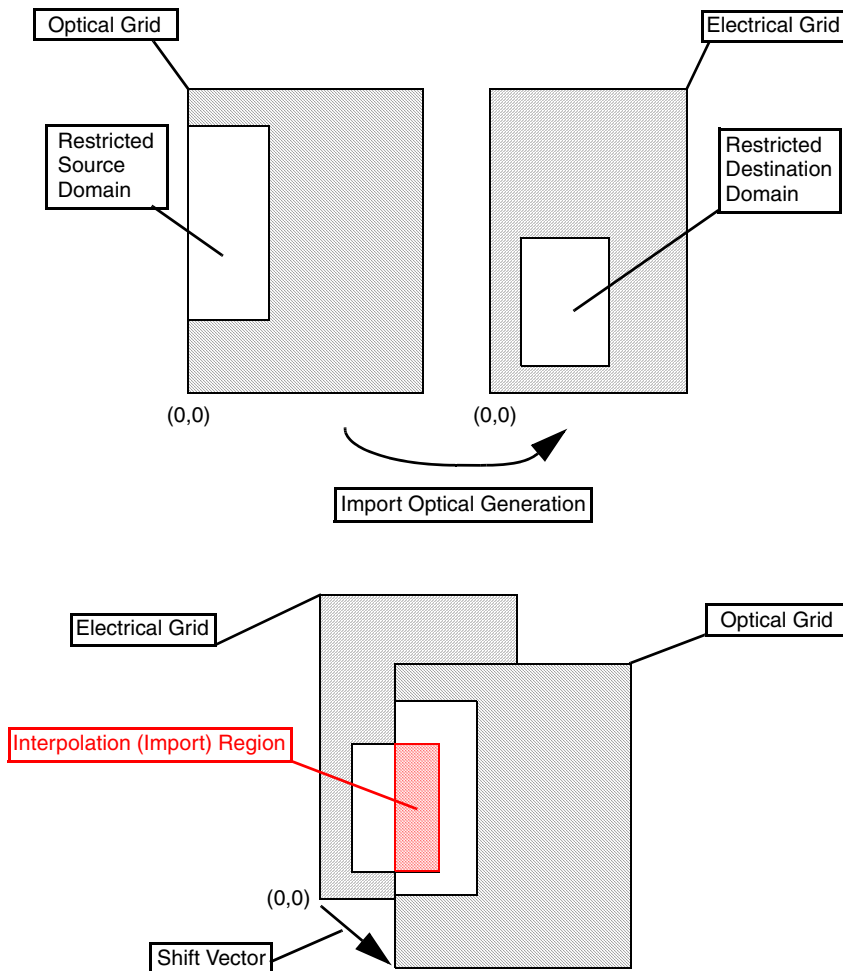 Optical Grid
Electrical Grid
Restricted
Source
Domain
Restricted
Destination
Domain
(0,0)
(0,0)
Import Optical Generation
Electrical Grid
Optical Grid
Interpolation (Import) Region
(0,0)
Shift Vector